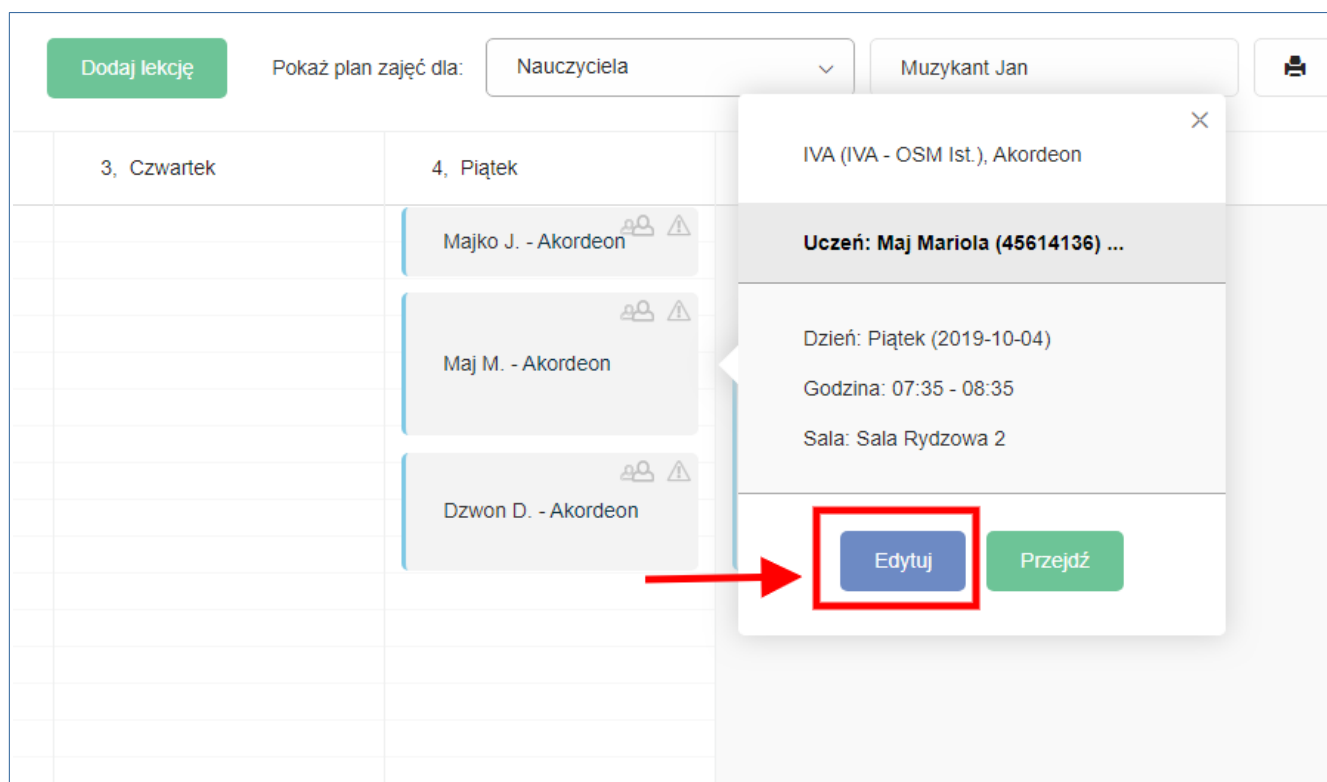 Dodaj lekcję
Pokaż plan zajęć dla:
Nauczyciela
Muzykant Jan
3, Czwartek
4, Piątek
Majko J. - Akordeon
Maj M. - Akordeon
Dzwon D. - Akordeon
IVA (IVA - OSM Ist.), Akordeon
Uczeń: Maj Mariola (45614136) ...
Dzień: Piątek (2019-10-04)
Godzina: 07:35 - 08:35
Sala: Sala Rydzowa 2
Edytuj
Przejdź